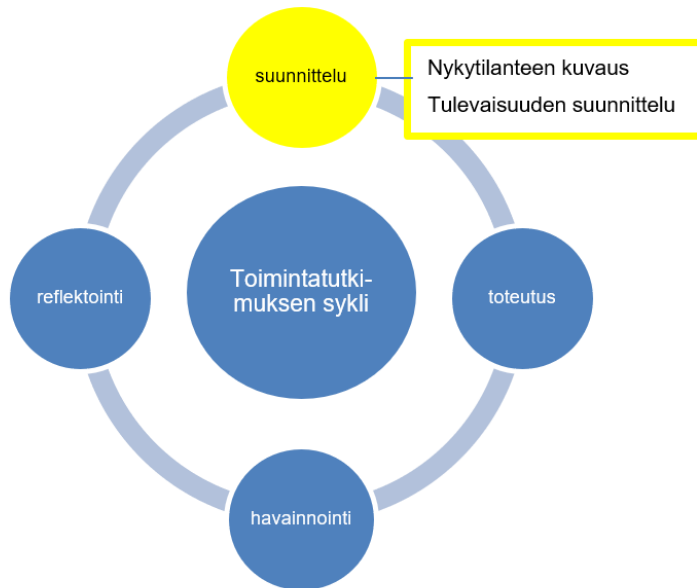 suunnittelu
Nykytilanteen kuvaus
Tulevaisuuden suunnittelu
reflektointi
Toimintatutki-
muksen sykli
toteutus
havainnointi